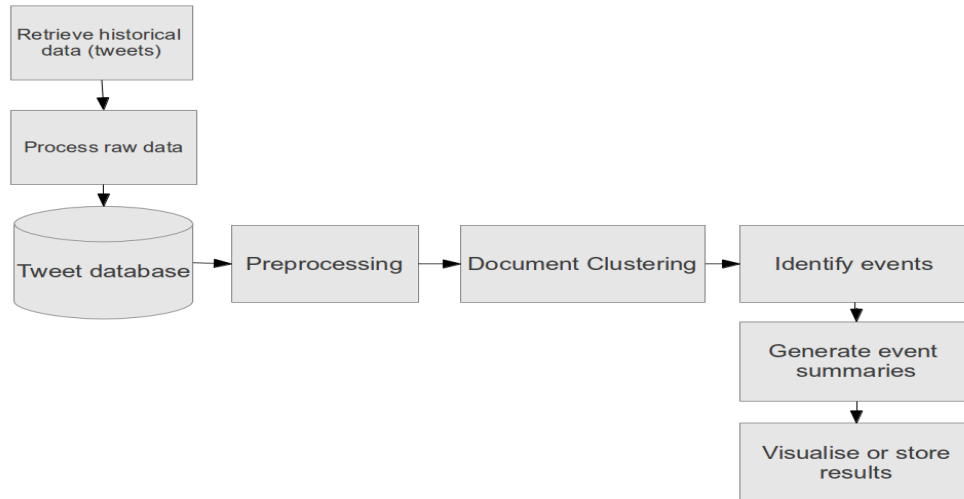 Retrieve historical
data (tweets)
Process raw data
Tweet database
Preprocessing
Document Clustering
Identify events
Generate event
summaries
Visualise or store
results